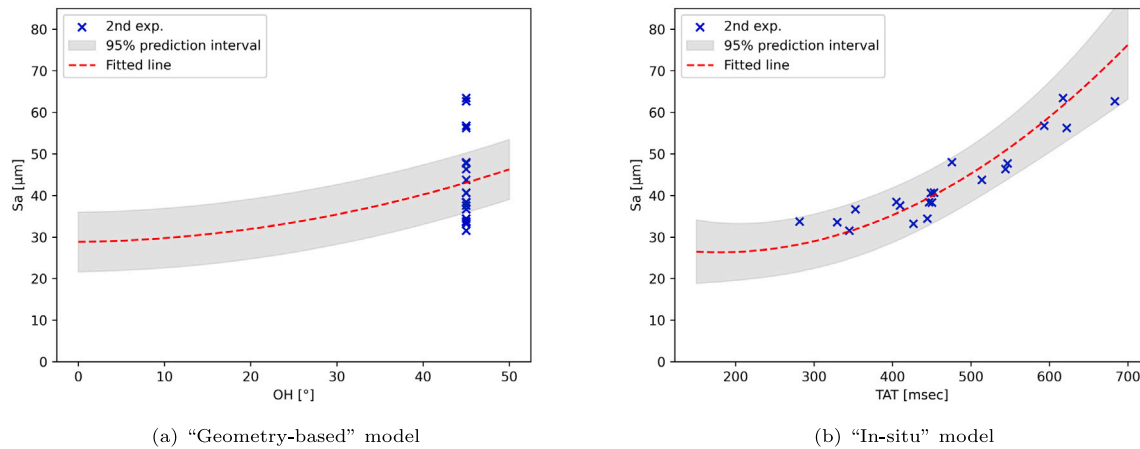 2nd exp.
95% prediction interval
Fitted line
Sa [µm]
80
70
60
50
40
30
20
10
0
0 10 20 30 40 50
OH [°]
(a) “Geometry-based” model
2nd exp.
95% prediction interval
Fitted line
Sa [µm]
80
70
60
50
40
30
20
10
0
200 300 400 500 600 700
TAT [msec]
(b) “In-situ” model